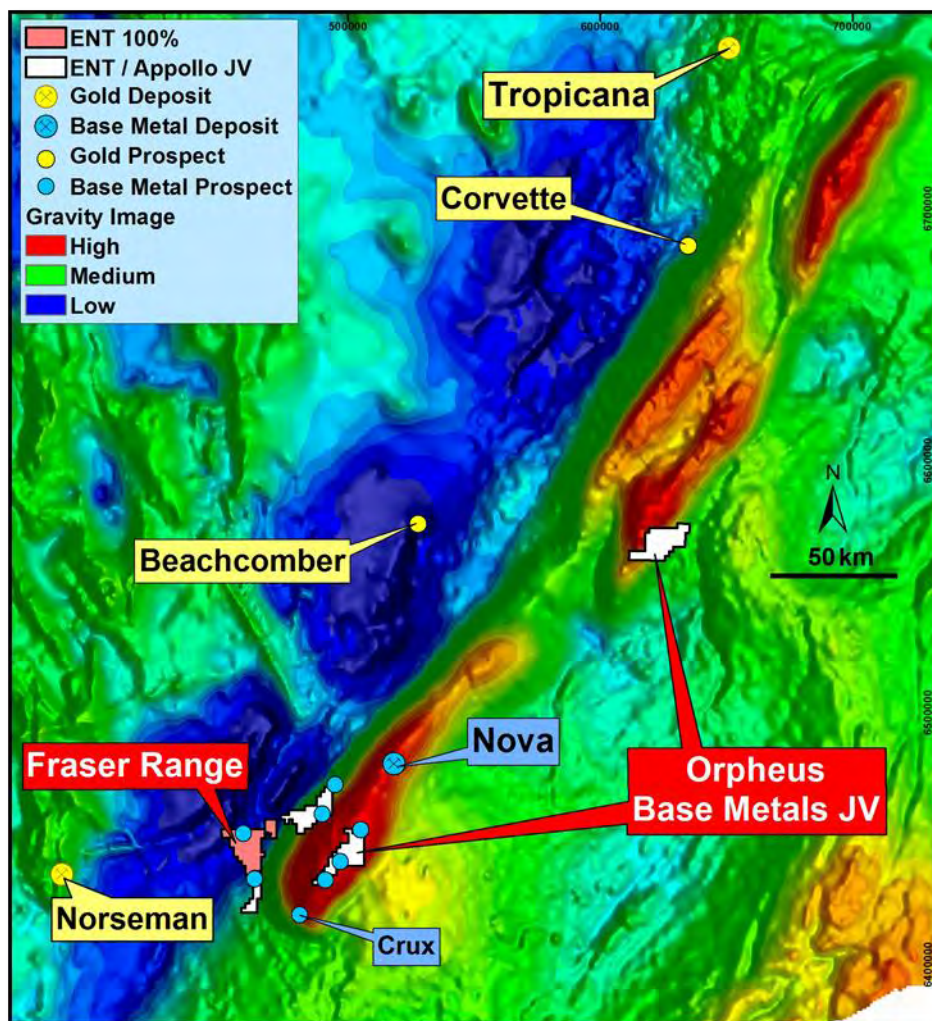 500000
600000
700000
ENT 100%
ENT / Appollo JV
Gold Deposit
Base Metal Deposit
Gold Prospect
Base Metal Prospect
Gravity Image
High
Medium
Low
Tropicana
Corvette
6700000
6600000
N
50 km
Beachcomber
6500000
Fraser Range
Nova
Orpheus
Base Metals JV
Norseman
Crux
6400000